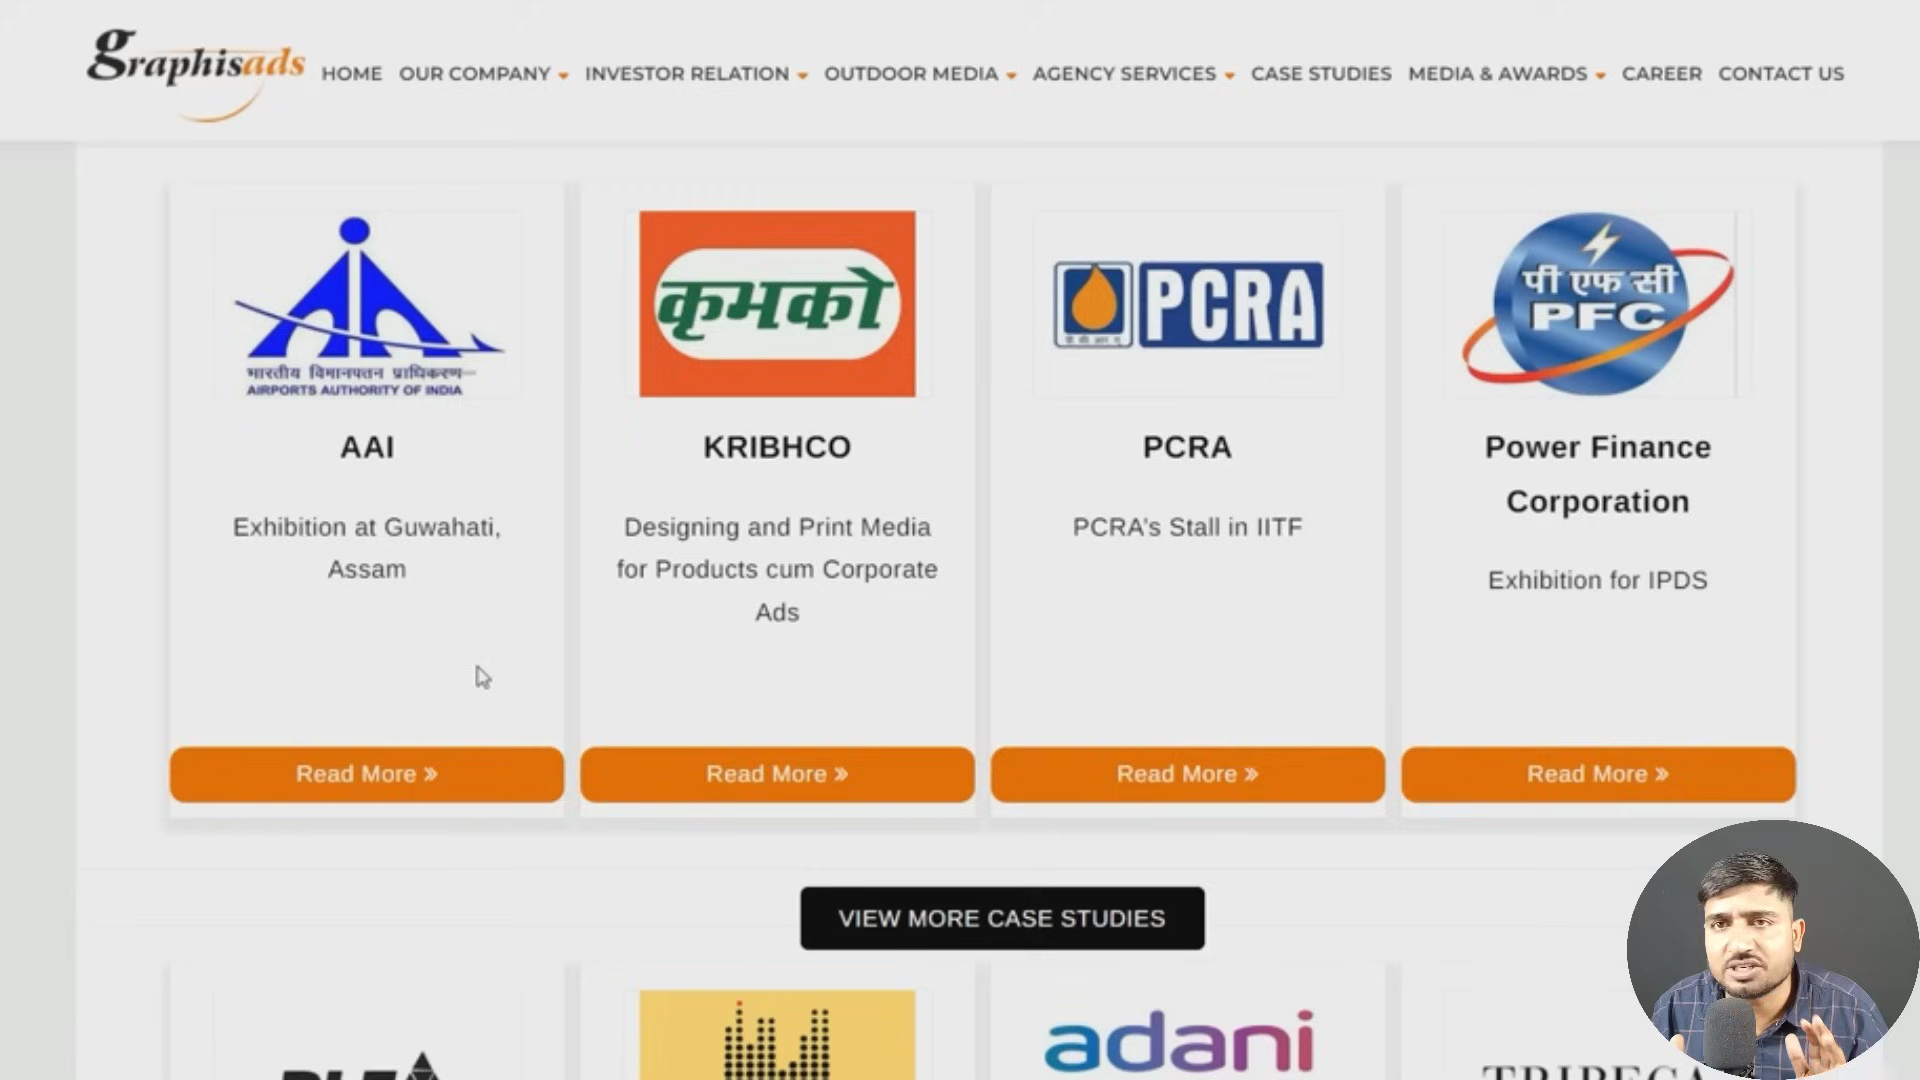 graphisads
HOME OUR COMPANY INVESTOR RELATION OUTDOOR MEDIA AGENCY SERVICES CASE STUDIES MEDIA & AWARDS CAREER CONTACT US
भारतीय विमानपत्तन प्राधिकरण
AIRPORTS AUTHORITY OF INDIA
कृभको
PCRA
पी एफ सी
PFC
AAI
KRIBHCO
PCRA
Power Finance
Corporation
Exhibition at Guwahati,
Assam
Designing and Print Media
for Products cum Corporate
Ads
PCRA's Stall in IITF
Exhibition for IPDS
Read More »
Read More »
Read More »
Read More »
VIEW MORE CASE STUDIES
adani